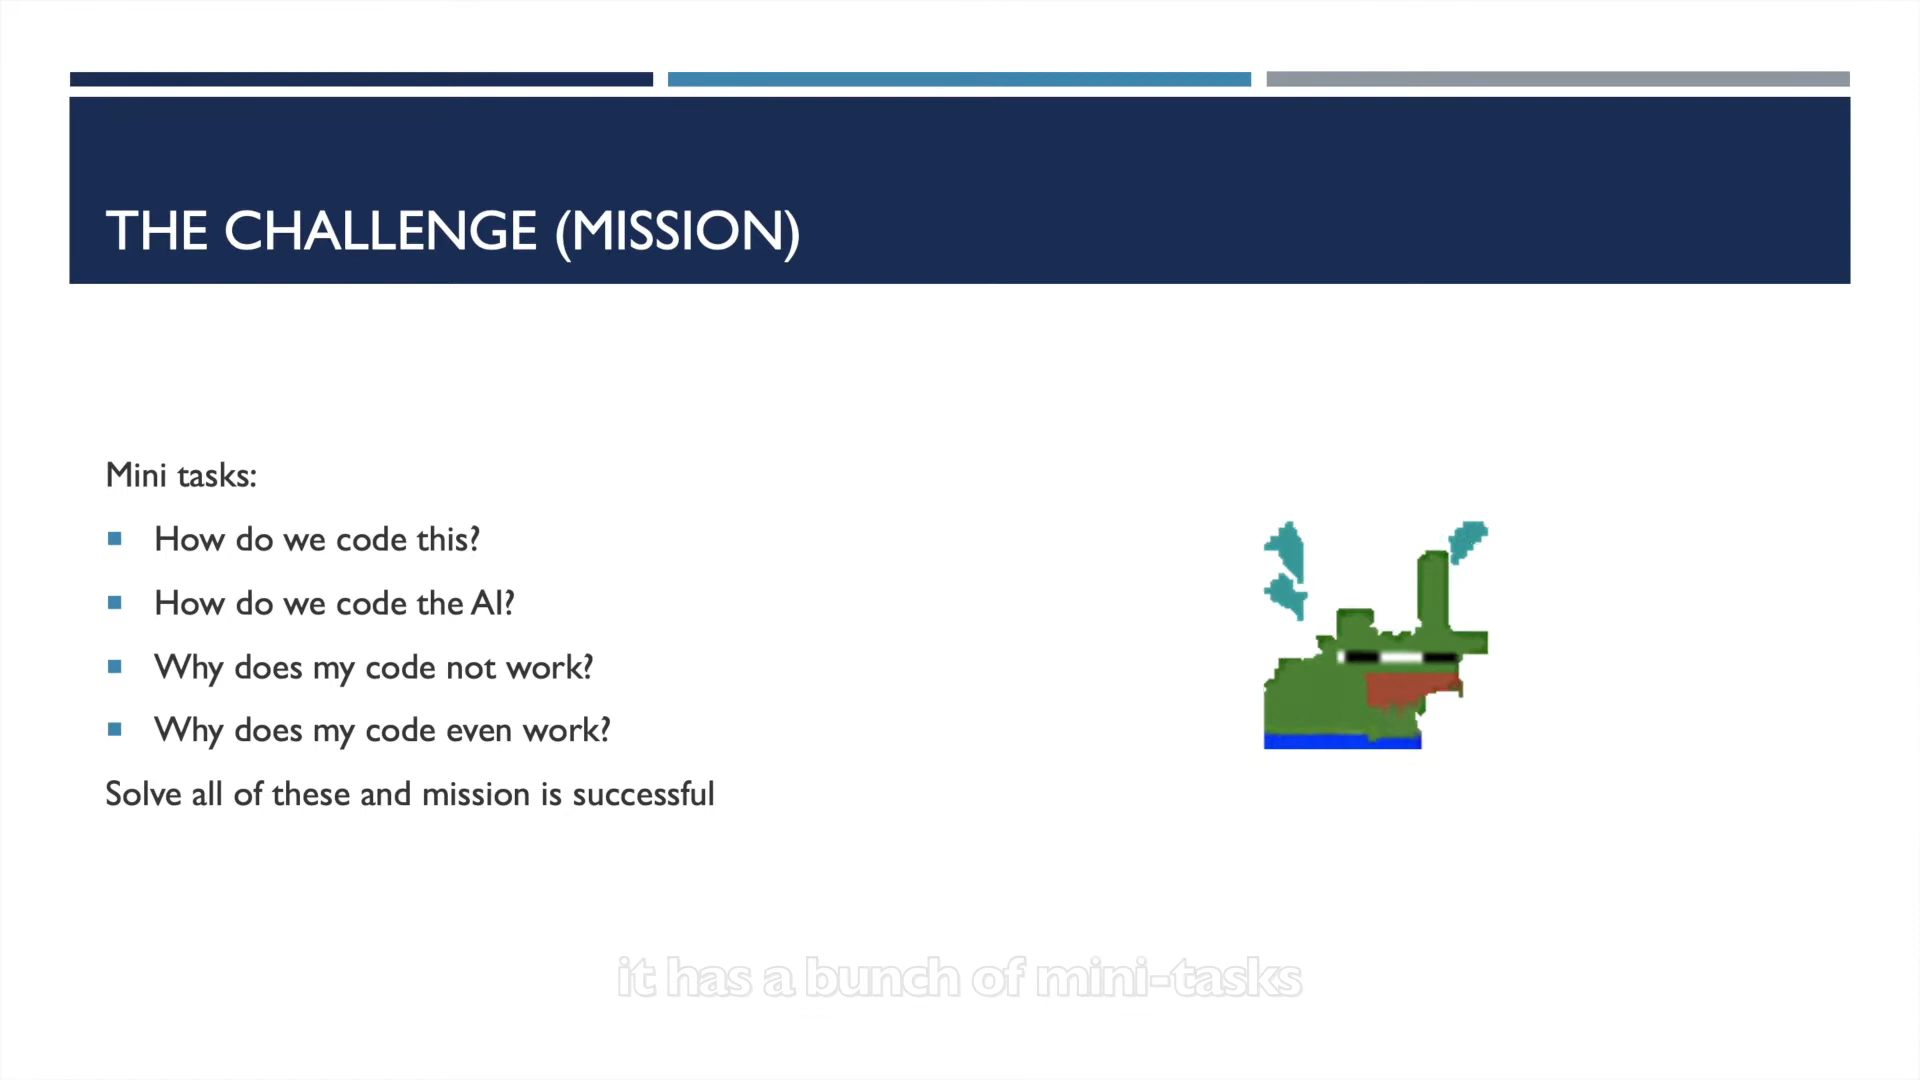 THE CHALLENGE (MISSION)
Mini tasks:
How do we code this?
How do we code the AI?
Why does my code not work?
Why does my code even work?
Solve all of these and mission is successful
it has a bunch of mini-tasks